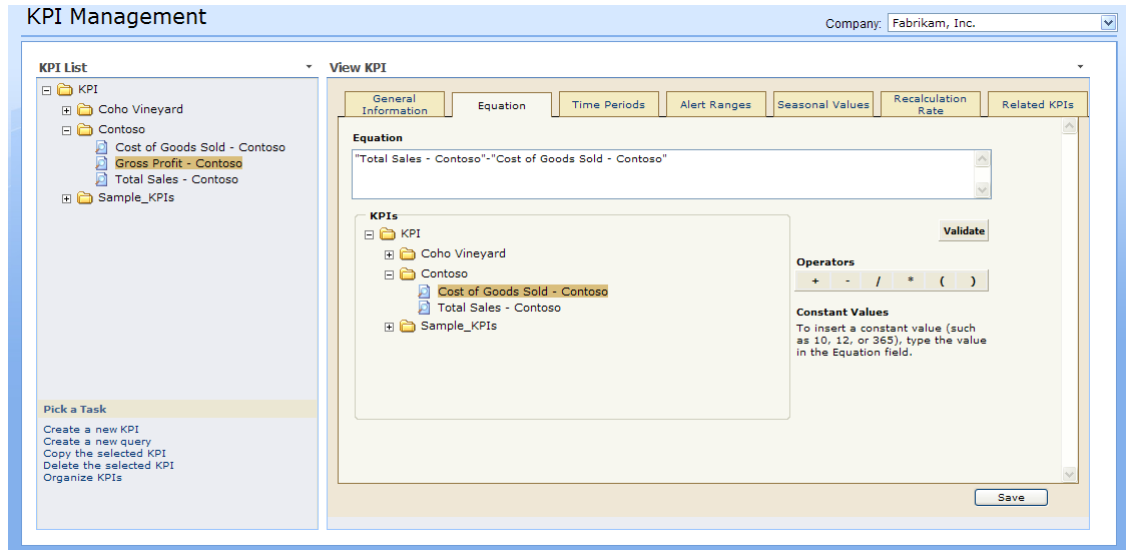 KPI Management
Company: Fabrikam, Inc.
KPI List
KPI
Coho Vineyard
Contoso
Cost of Goods Sold - Contoso
Gross Profit - Contoso
Total Sales - Contoso
Sample_KPIs
Pick a Task
Create a new KPI
Create a new query
Copy the selected KPI
Delete the selected KPI
Organize KPIs
View KPI
General
Information
Equation
Time Periods
Alert Ranges
Seasonal Values
Recalculation
Rate
Related KPIs
Equation
"Total Sales - Contoso"-"Cost of Goods Sold - Contoso"
KPIs
KPI
Coho Vineyard
Contoso
Cost of Goods Sold - Contoso
Total Sales - Contoso
Sample_KPIs
Validate
Operators
+ - / * ( )
Constant Values
To insert a constant value (such
as 10, 12, or 365), type the value
in the Equation field.
Save